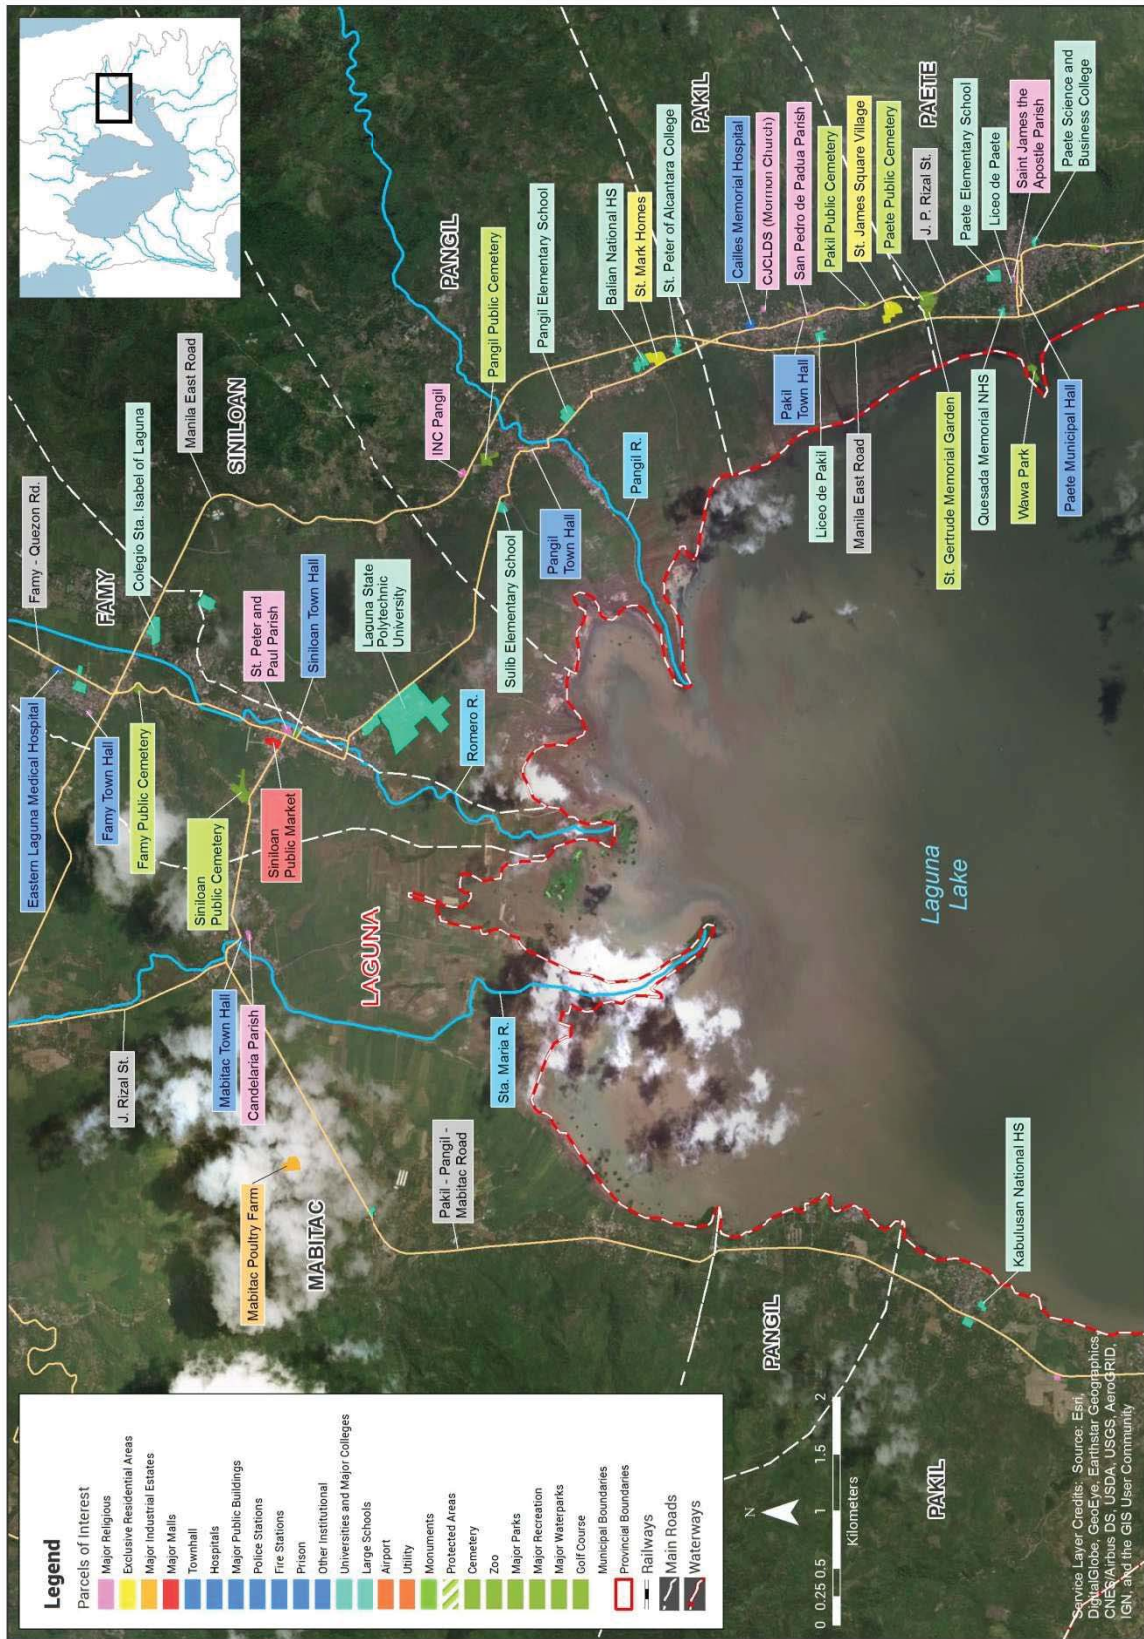 Legend
Parcels of Interest
Major Religious
Exclusive Residential Areas
Major Industrial Estates
Major Malls
Townhall
Hospitals
Major Public Buildings
Police Stations
Fire Stations
Prison
Other Institutional
Universities and Major Colleges
Large Schools
Airport
Utility
Monuments
Protected Areas
Cemetery
Zoo
Major Parks
Major Recreation
Major Waterparks
Golf Course
Municipal Boundaries
Provincial Boundaries
Railways
Main Roads
Waterways
N
0 0.25 0.5 1 1.5 2
Kilometers
Service Layer Credits: Source: Esri,
DigitalGlobe, GeoEye, Earthstar Geographics,
CNES/Airbus DS, USDA, USGS, AeroGRID,
IGN, and the GIS User Community
PAKIL
PANGIL
MABITAC
Mabitac Poultry Farm
Pakil - Pangil -
Mabitac Road
Kabulusan National HS
J. Rizal St.
Mabitac Town Hall
Candelaria Parish
LAGUNA
Sta. Maria R.
Laguna
Lake
Eastern Laguna Medical Hospital
Famy Town Hall
Famy Public Cemetery
Siniloan
Public Cemetery
Siniloan
Public Market
Famy - Quezon Rd.
FAMY
Colegio Sta. Isabel of Laguna
St. Peter and
Paul Parish
Siniloan Town Hall
Laguna State
Polytechnic
University
Romero R.
Manila East Road
SINILOAN
Sulib Elementary School
Pangil
Town Hall
Pangil R.
INC Pangil
Pangil Public Cemetery
PANGIL
Pangil Elementary School
Balian National HS
St. Mark Homes
St. Peter of Alcantara College
PAKIL
Cailles Memorial Hospital
CJCLDS (Mormon Church)
San Pedro de Padua Parish
Pakil Public Cemetery
St. James Square Village
Paete Public Cemetery
PAETE
J. P. Rizal St.
Paete Elementary School
Liceo de Paete
Saint James the
Apostle Parish
Paete Science and
Business College
Pakil
Town Hall
Liceo de Pakil
Manila East Road
St. Gertrude Memorial Garden
Quesada Memorial NHS
Wawa Park
Paete Municipal Hall